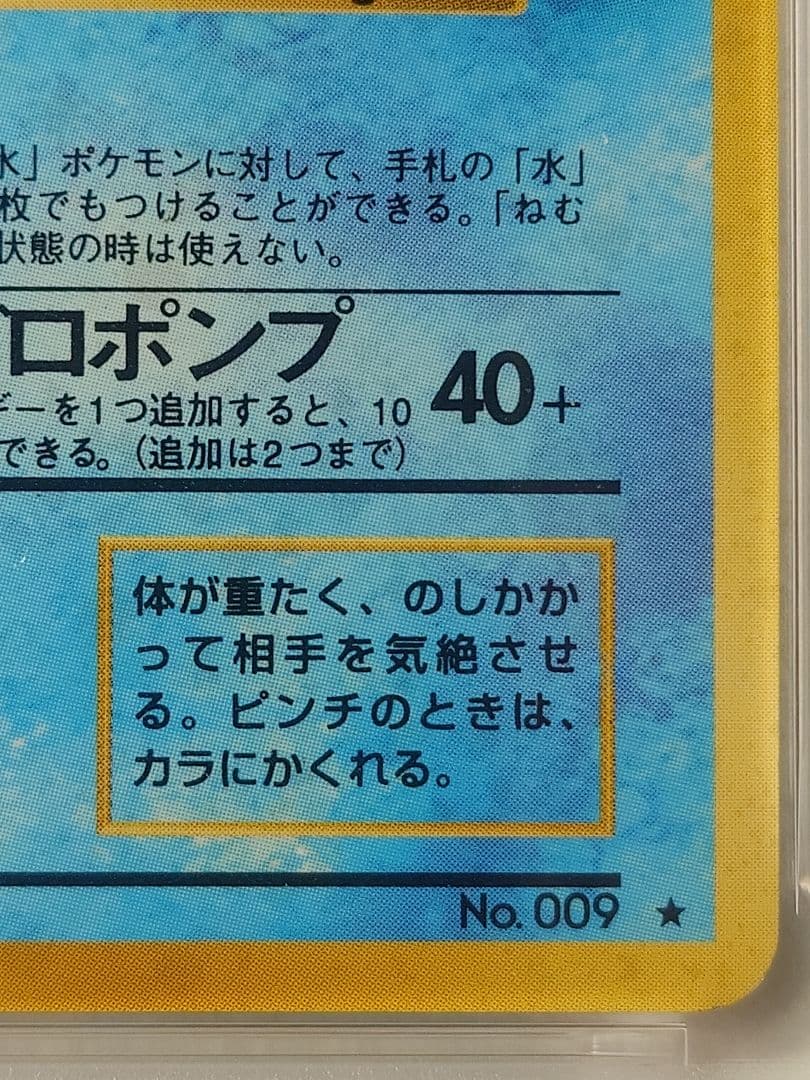 水」ポケモンに対して、手札の「水」
枚でもつけることができる。「ねむ
状態の時は使えない。
ロポンプ
40+
ギーを1つ追加すると、10
できる。(追加は2つまで)
体が重たく、のしかか
って相手を気絶させ
る。ピンチのときは、
カラにかくれる。
No. 009 ★